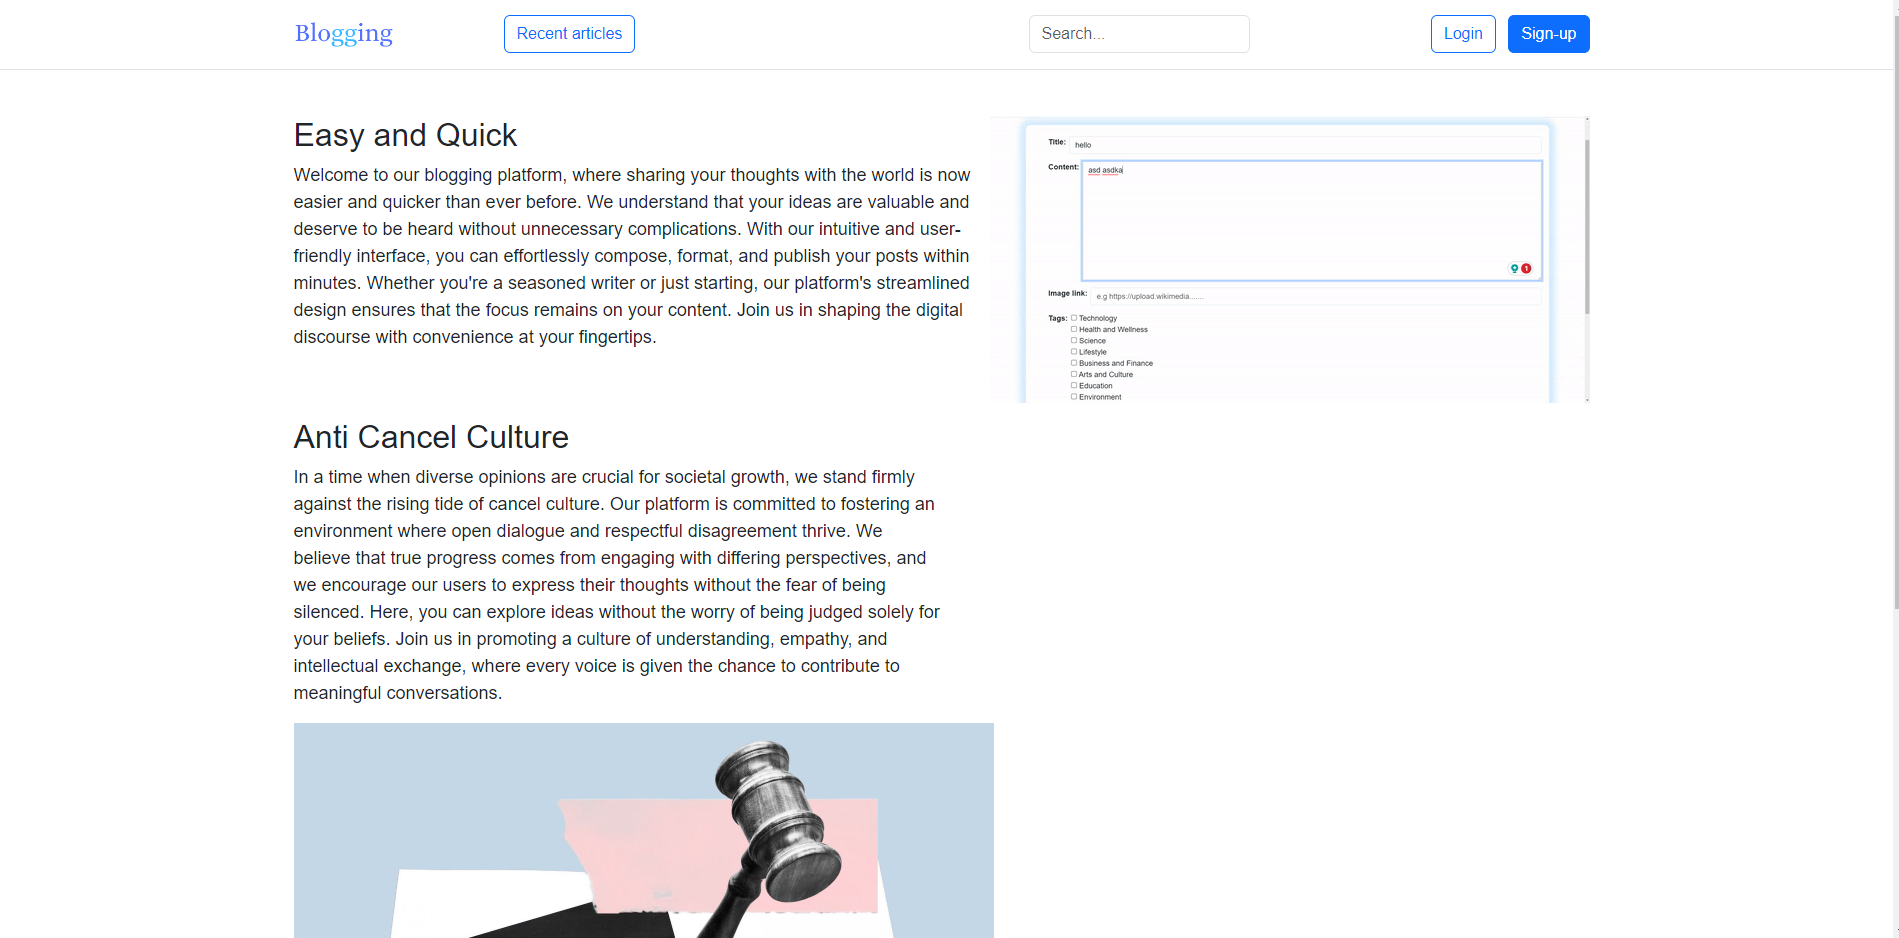 Blogging
Recent articles
Search...
Login
Sign-up
Easy and Quick
Welcome to our blogging platform, where sharing your thoughts with the world is now
easier and quicker than ever before. We understand that your ideas are valuable and
deserve to be heard without unnecessary complications. With our intuitive and user-
friendly interface, you can effortlessly compose, format, and publish your posts within
minutes. Whether you're a seasoned writer or just starting, our platform's streamlined
design ensures that the focus remains on your content. Join us in shaping the digital
discourse with convenience at your fingertips.
Title: hello
Content: asd asdka
1
Image link: e.g https://upload.wikimedia.......
Tags: Technology
Health and Wellness
Science
Lifestyle
Business and Finance
Arts and Culture
Education
Environment
Anti Cancel Culture
In a time when diverse opinions are crucial for societal growth, we stand firmly
against the rising tide of cancel culture. Our platform is committed to fostering an
environment where open dialogue and respectful disagreement thrive. We
believe that true progress comes from engaging with differing perspectives, and
we encourage our users to express their thoughts without the fear of being
silenced. Here, you can explore ideas without the worry of being judged solely for
your beliefs. Join us in promoting a culture of understanding, empathy, and
intellectual exchange, where every voice is given the chance to contribute to
meaningful conversations.